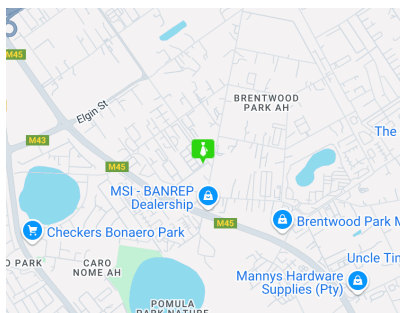 M45
Elgin St
BRENTWOOD
PARK AH
The
M43
M45
MSI - BANREP
Dealership
M45
Brentwood Park M
Checkers Bonaero Park
O PARK
CARO
NOME AH
Uncle Tin
Mannys Hardware
Supplies (Pty)
POMULA
PARK NATURE